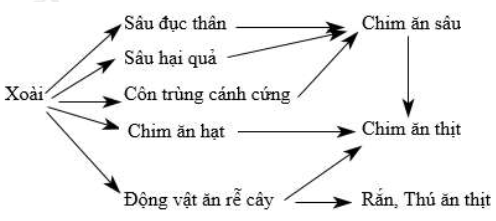 Sâu đục thân
Chim ăn sâu
Sâu hại quả
Xoài
Côn trùng cánh cứng
Chim ăn hạt
Chim ăn thịt
Động vật ăn rễ cây
Rắn, Thú ăn thịt